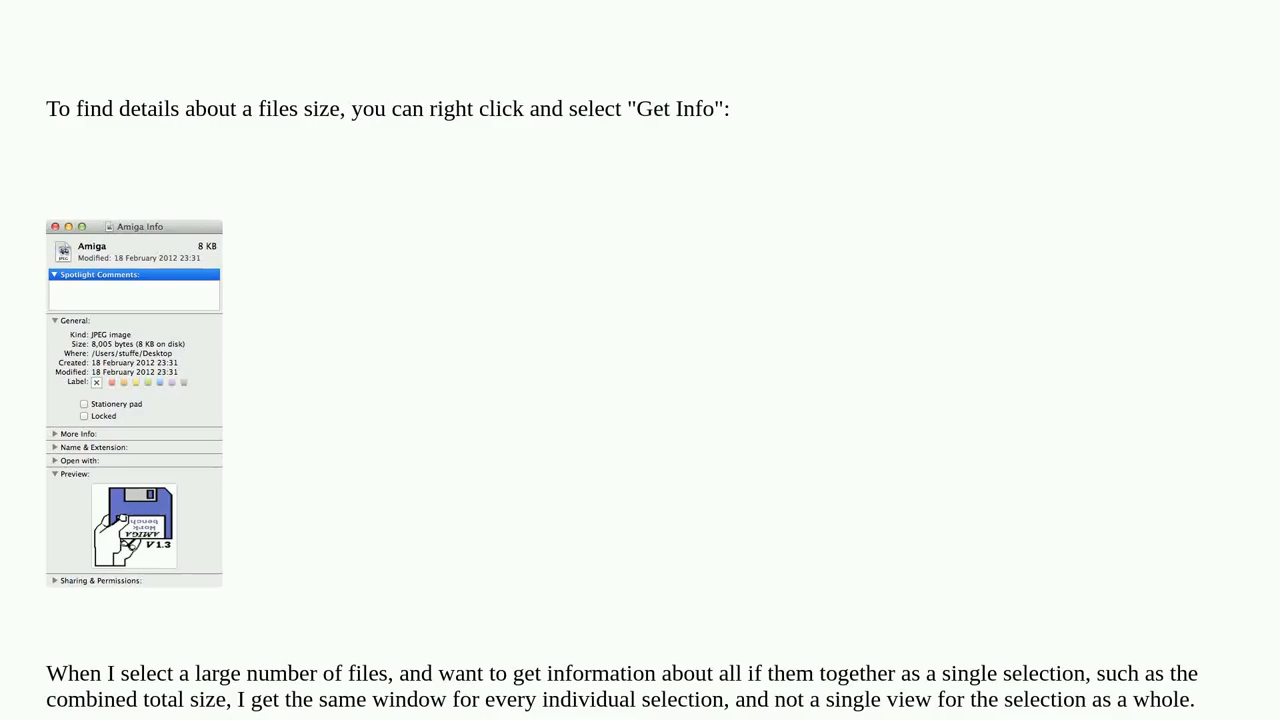 To find details about a files size, you can right click and select "Get Info":
Amiga Info
Amiga 8 KB
Modified: 18 February 2012 23:31
JPEG
Spotlight Comments:
General:
Kind: JPEG image
Size: 8,005 bytes (8 KB on disk)
Where: /Users/stuffe/Desktop
Created: 18 February 2012 23:31
Modified: 18 February 2012 23:31
Label:
Stationery pad
Locked
More Info:
Name & Extension:
Open with:
Preview:
Work
bench
AMIGA
V 1.3
Sharing & Permissions:
When I select a large number of files, and want to get information about all if them together as a single selection, such as the
combined total size, I get the same window for every individual selection, and not a single view for the selection as a whole.